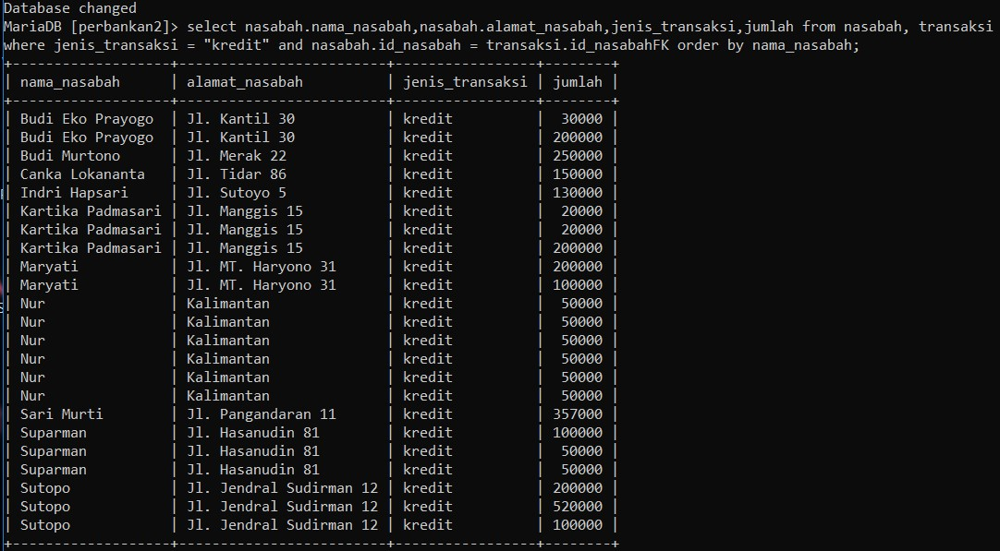 Database changed
MariaDB [perbankan2]> select nasabah.nama_nasabah,nasabah.alamat_nasabah,jenis_transaksi,jumlah from nasabah, transaksi
where jenis_transaksi = "kredit" and nasabah.id_nasabah = transaksi.id_nasabahFK order by nama_nasabah;
+-------------------+-------------------------+-----------------+--------+
| nama_nasabah      | alamat_nasabah          | jenis_transaksi | jumlah |
+-------------------+-------------------------+-----------------+--------+
| Budi Eko Prayogo  | Jl. Kantil 30           | kredit          |  30000 |
| Budi Eko Prayogo  | Jl. Kantil 30           | kredit          | 200000 |
| Budi Murtono      | Jl. Merak 22            | kredit          | 250000 |
| Canka Lokananta   | Jl. Tidar 86            | kredit          | 150000 |
| Indri Hapsari     | Jl. Sutoyo 5            | kredit          | 130000 |
| Kartika Padmasari | Jl. Manggis 15          | kredit          |  20000 |
| Kartika Padmasari | Jl. Manggis 15          | kredit          |  20000 |
| Kartika Padmasari | Jl. Manggis 15          | kredit          | 200000 |
| Maryati           | Jl. MT. Haryono 31      | kredit          | 200000 |
| Maryati           | Jl. MT. Haryono 31      | kredit          | 100000 |
| Nur               | Kalimantan              | kredit          |  50000 |
| Nur               | Kalimantan              | kredit          |  50000 |
| Nur               | Kalimantan              | kredit          |  50000 |
| Nur               | Kalimantan              | kredit          |  50000 |
| Nur               | Kalimantan              | kredit          |  50000 |
| Nur               | Kalimantan              | kredit          |  50000 |
| Sari Murti        | Jl. Pangandaran 11      | kredit          | 357000 |
| Suparman          | Jl. Hasanudin 81        | kredit          | 100000 |
| Suparman          | Jl. Hasanudin 81        | kredit          |  50000 |
| Suparman          | Jl. Hasanudin 81        | kredit          |  50000 |
| Sutopo            | Jl. Jendral Sudirman 12 | kredit          | 200000 |
| Sutopo            | Jl. Jendral Sudirman 12 | kredit          | 520000 |
| Sutopo            | Jl. Jendral Sudirman 12 | kredit          | 100000 |
+-------------------+-------------------------+-----------------+--------+